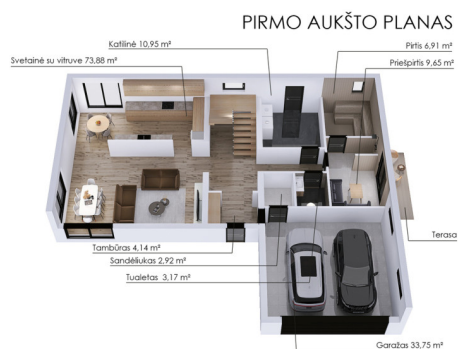 PIRMO AUKŠTO PLANAS
Katilinė 10,95 m²
Pirtis 6,91 m²
Svetainė su vitruve 73,88 m²
Priešpirtis 9,65 m²
Terasa
Tambūras 4,14 m²
Sandėliukas 2,92 m²
Tualetas 3,17 m²
Garažas 33,75 m²